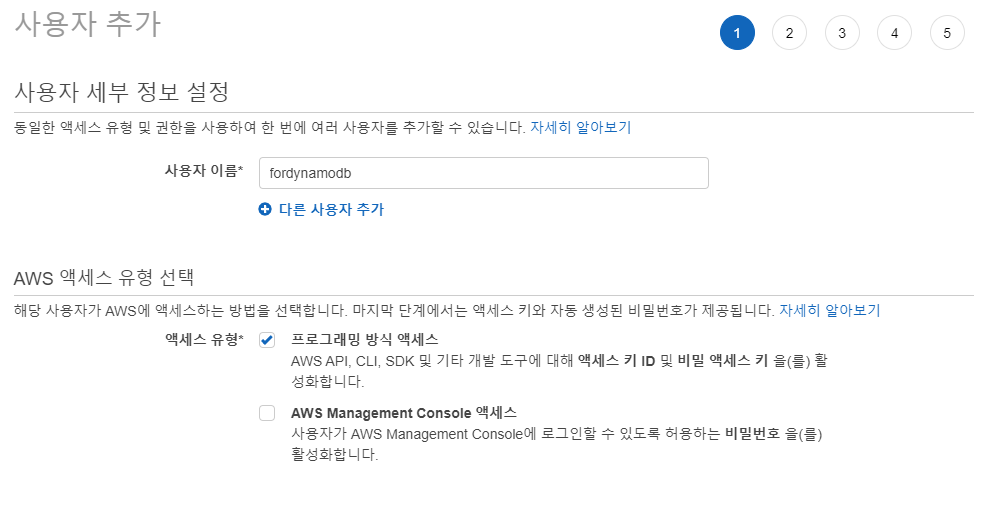 사용자 추가
1 2 3 4 5
사용자 세부 정보 설정
동일한 액세스 유형 및 권한을 사용하여 한 번에 여러 사용자를 추가할 수 있습니다. 자세히 알아보기
사용자 이름* fordynamodb
다른 사용자 추가
AWS 액세스 유형 선택
해당 사용자가 AWS에 액세스하는 방법을 선택합니다. 마지막 단계에서는 액세스 키와 자동 생성된 비밀번호가 제공됩니다. 자세히 알아보기
액세스 유형* 프로그래밍 방식 액세스
AWS API, CLI, SDK 및 기타 개발 도구에 대해 액세스 키 ID 및 비밀 액세스 키 을(를) 활
성화합니다.
AWS Management Console 액세스
사용자가 AWS Management Console에 로그인할 수 있도록 허용하는 비밀번호 을(를)
활성화합니다.